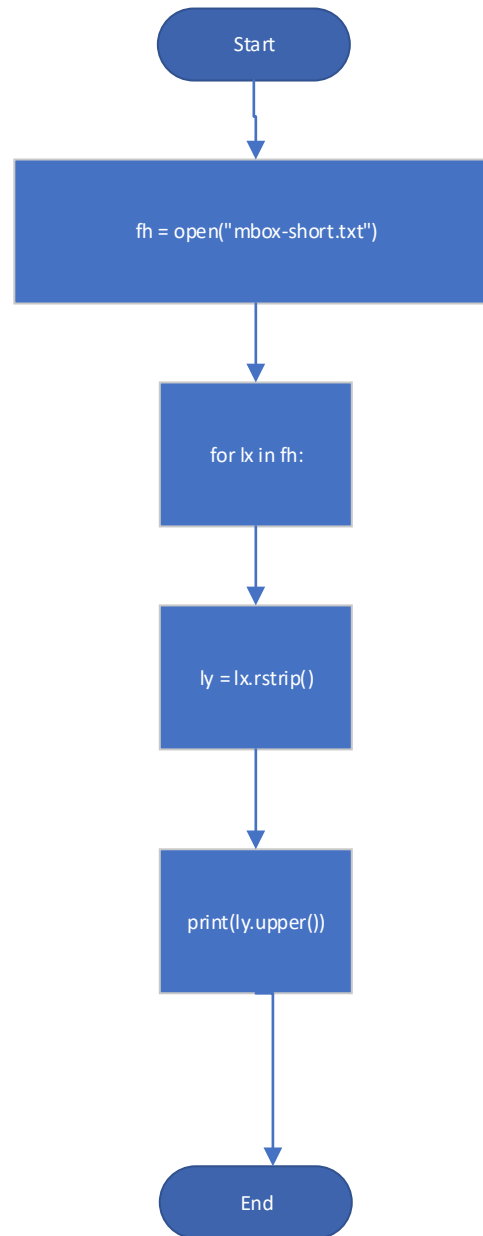 Start
fh = open("mbox-short.txt")
for lx in fh:
ly = lx.rstrip()
print(ly.upper())
End